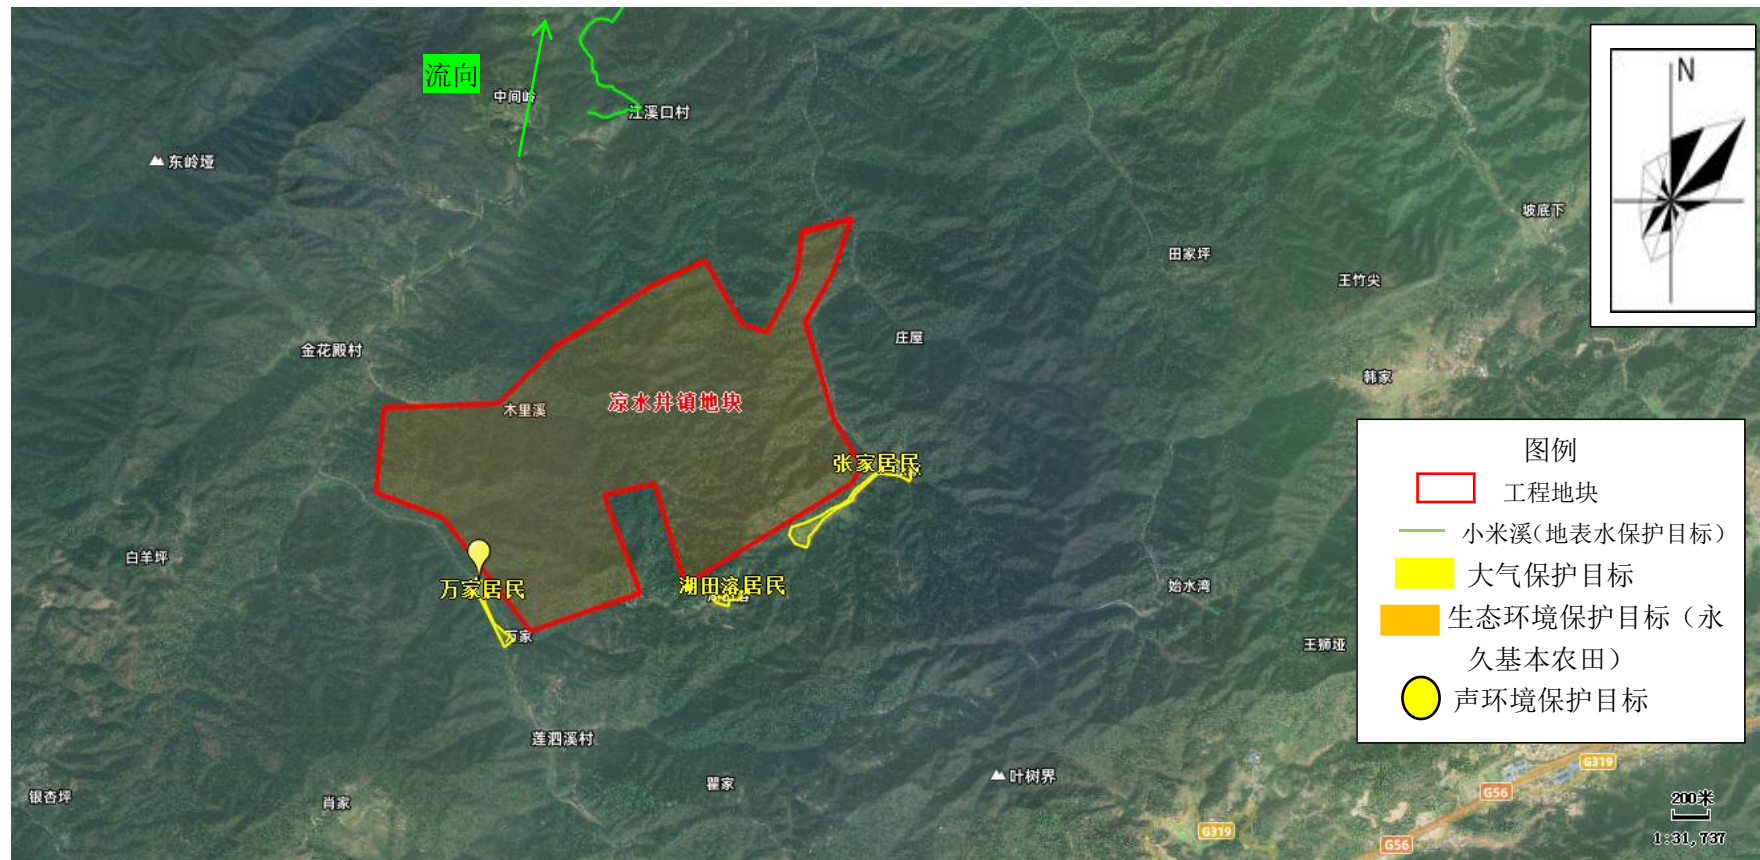 流向
中间岭
江溪口村
东岭垭
N
坡底下
田家坪
王竹尖
庄屋
金花殿村
韩家
凉水井镇地块
木里溪
张家居民
图例
工程地块
小米溪（地表水保护目标）
大气保护目标
生态环境保护目标（永
久基本农田）
声环境保护目标
白羊坪
万家居民
湖田溶居民
始水湾
万家
王狮垭
莲泗溪村
瞿家
叶树界
G319
银杏坪
肖家
G56
200米
G319
G56
1:31,737